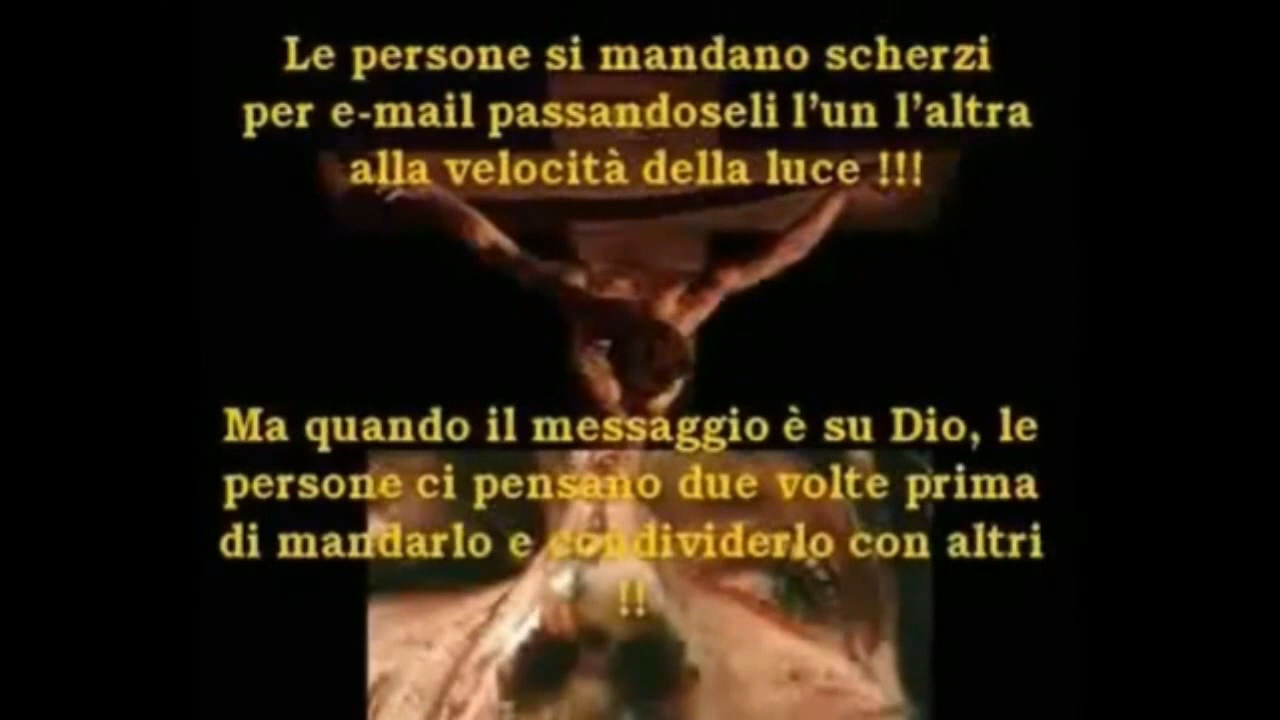 Le persone si mandano scherzi
per e-mail passandoseli l'un l'altra
alla velocità della luce !!!
Ma quando il messaggio è su Dio, le
persone ci pensano due volte prima
di mandarlo e condividerlo con altri
!!